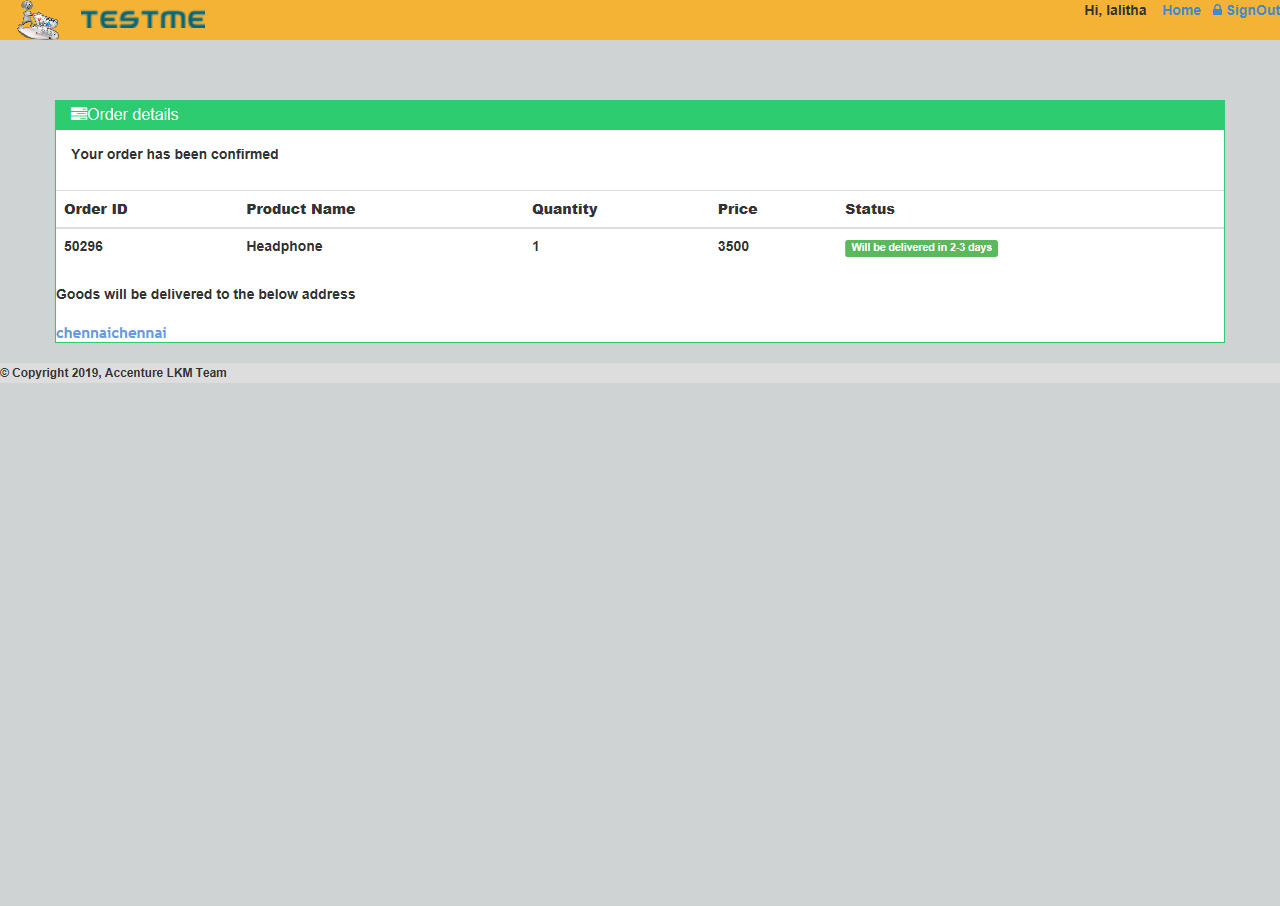 TESTME
Hi, lalitha Home SignOut
Order details
Your order has been confirmed
Order ID Product Name Quantity Price Status
50296 Headphone 1 3500 Will be delivered in 2-3 days
Goods will be delivered to the below address
chennaichennai
© Copyright 2019, Accenture LKM Team